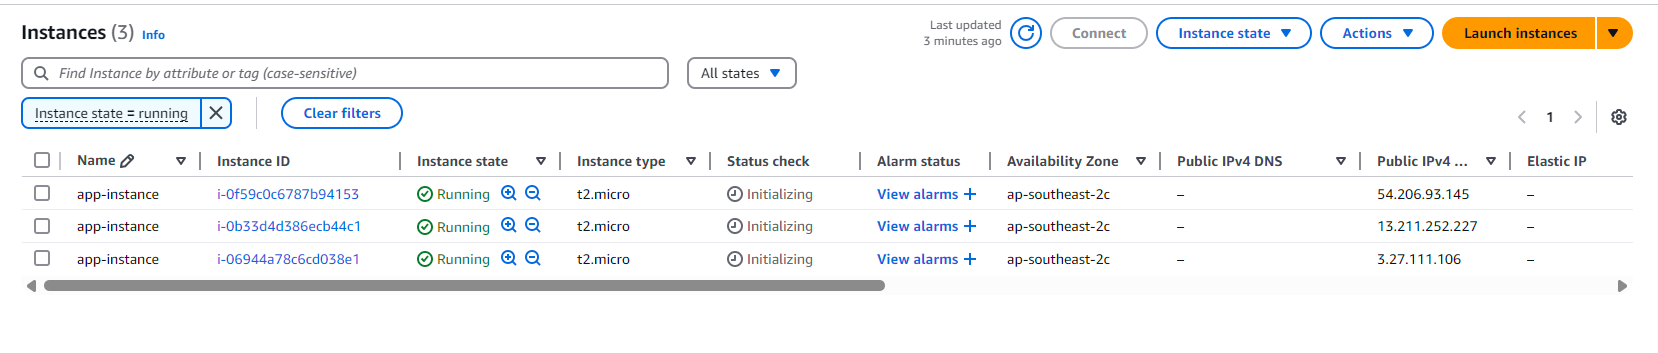 Instances (3) Info
Last updated
3 minutes ago
Connect
Instance state
Actions
Launch instances
Find Instance by attribute or tag (case-sensitive)
All states
Instance state = running
Clear filters
1
Name Instance ID Instance state Instance type Status check Alarm status Availability Zone Public IPv4 DNS Public IPv4 ... Elastic IP
app-instance i-0f59c0c6787b94153 Running t2.micro Initializing View alarms + ap-southeast-2c – 54.206.93.145 –
app-instance i-0b33d4d386ecb44c1 Running t2.micro Initializing View alarms + ap-southeast-2c – 13.211.252.227 –
app-instance i-06944a78c6cd038e1 Running t2.micro Initializing View alarms + ap-southeast-2c – 3.27.111.106 –